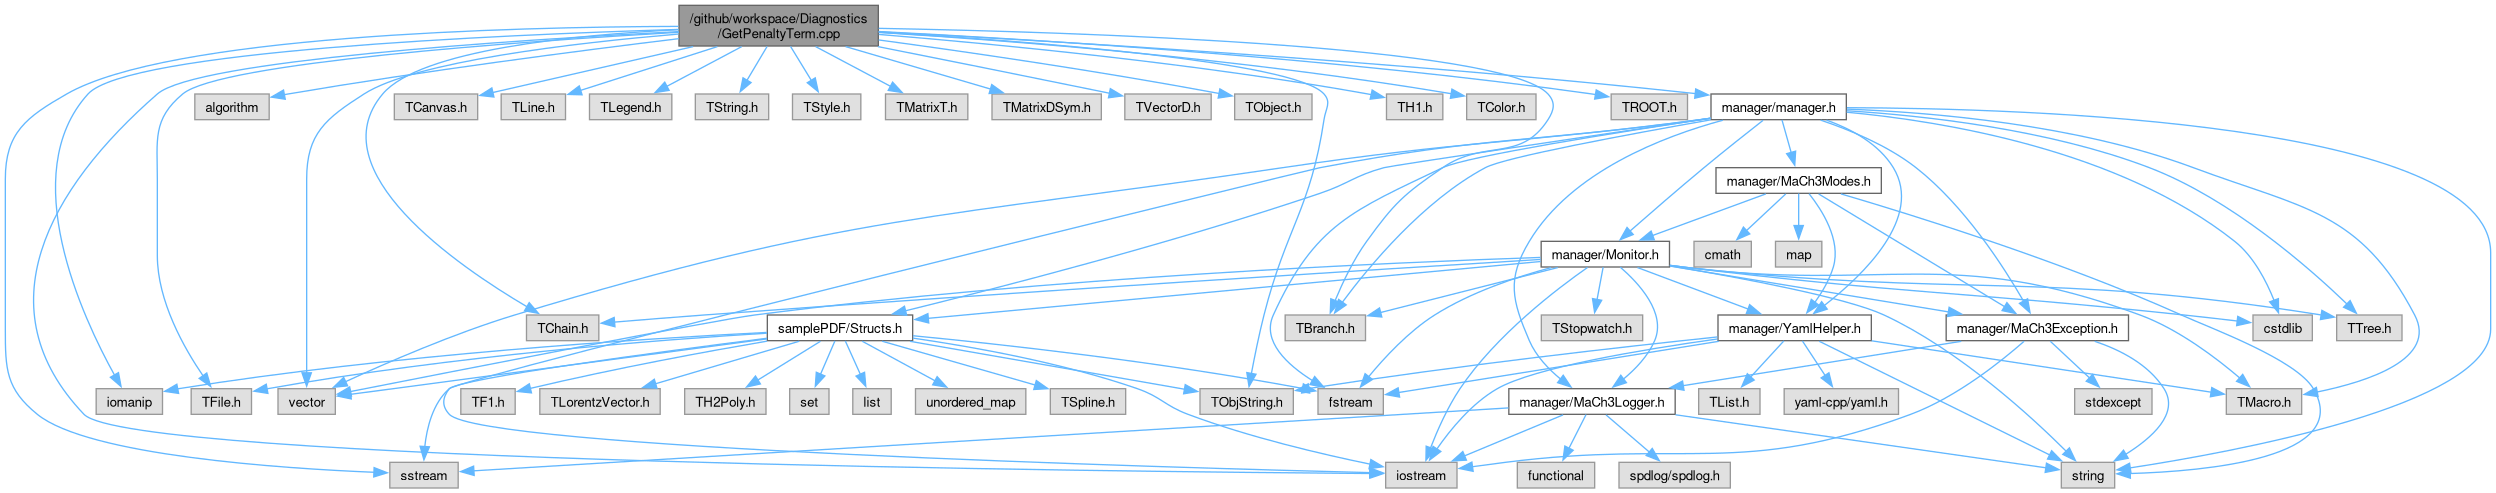 /github/workspace/Diagnostics
/GetPenaltyTerm.cpp
algorithm
TCanvas.h
TLine.h
TLegend.h
TString.h
TStyle.h
TMatrixT.h
TMatrixDSym.h
TVectorD.h
TObject.h
TH1.h
TColor.h
TROOT.h
manager/manager.h
manager/MaCh3Modes.h
manager/Monitor.h
cmath
map
TChain.h
samplePDF/Structs.h
TBranch.h
TStopwatch.h
manager/YamlHelper.h
manager/MaCh3Exception.h
cstdlib
TTree.h
iomanip
TFile.h
vector
TF1.h
TLorentzVector.h
TH2Poly.h
set
list
unordered_map
TSpline.h
TObjString.h
fstream
manager/MaCh3Logger.h
TList.h
yaml-cpp/yaml.h
stdexcept
TMacro.h
sstream
iostream
functional
spdlog/spdlog.h
string